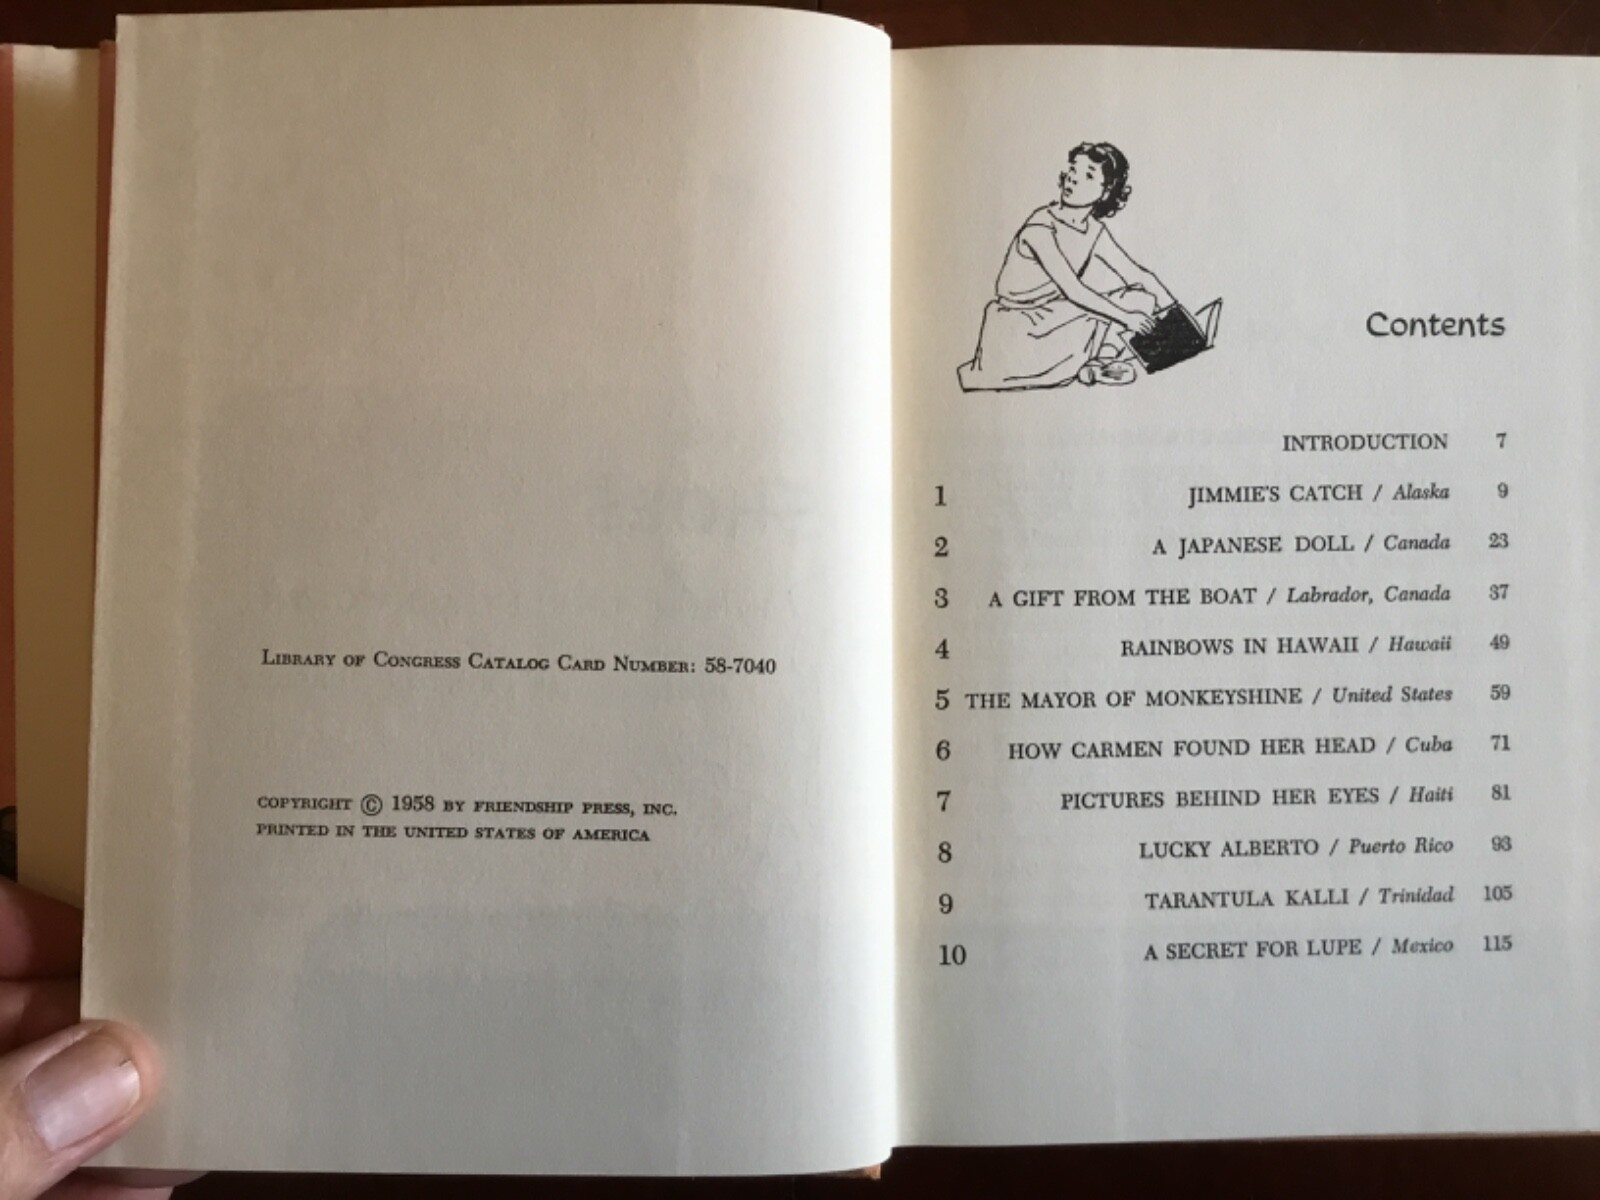 Library of Congress Catalog Card Number: 58-7040
COPYRIGHT © 1958 BY FRIENDSHIP PRESS, INC.
PRINTED IN THE UNITED STATES OF AMERICA
Contents
INTRODUCTION 7
1 JIMMIE'S CATCH / Alaska 9
2 A JAPANESE DOLL / Canada 23
3 A GIFT FROM THE BOAT / Labrador, Canada 37
4 RAINBOWS IN HAWAII / Hawaii 49
5 THE MAYOR OF MONKEYSHINE / United States 59
6 HOW CARMEN FOUND HER HEAD / Cuba 71
7 PICTURES BEHIND HER EYES / Haiti 81
8 LUCKY ALBERTO / Puerto Rico 93
9 TARANTULA KALLI / Trinidad 105
10 A SECRET FOR LUPE / Mexico 115